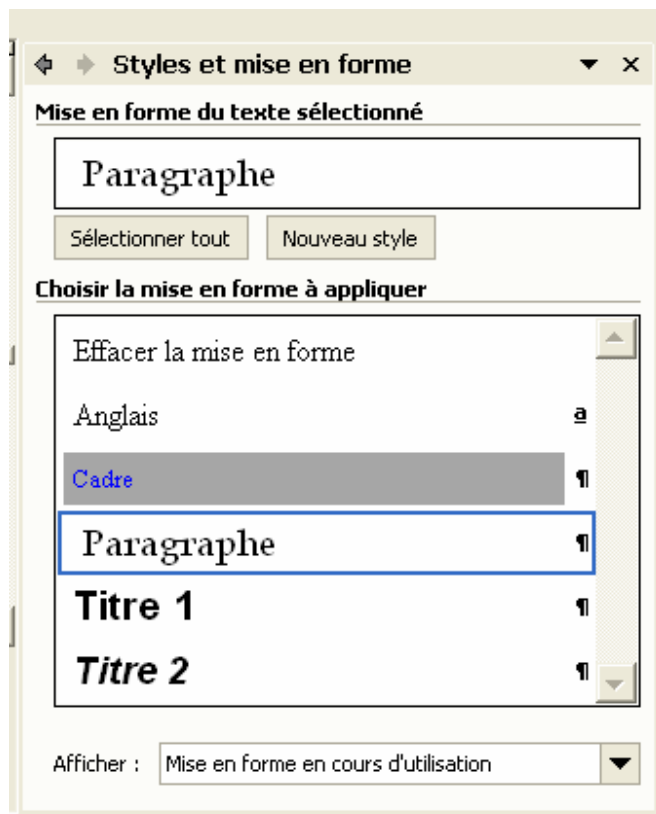 Styles et mise en forme
Mise en forme du texte sélectionné
Paragraphe
Sélectionner tout Nouveau style
Choisir la mise en forme à appliquer
Effacer la mise en forme
Anglais a
Cadre ¶
Paragraphe ¶
Titre 1 ¶
Titre 2 ¶
Afficher : Mise en forme en cours d'utilisation